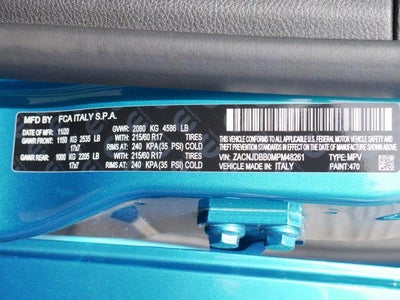 MFD BY FCA ITALY S.P.A.
11/20 GVWR: 2080 KG 4586 LB
GAWR FRONT: 1150 KG 2535 LB WITH 215/60 R17 TIRES
17x7 RIMS AT: 240 KPA(35 PSI) COLD
GAWR REAR: 1000 KG 2205 LB WITH 215/60 R17 TIRES
17x7 RIMS AT: 240 KPA(35 PSI) COLD
THIS VEHICLE CONFORMS TO ALL APPLICABLE
FEDERAL MOTOR VEHICLE SAFETY, BUMPER AND
THEFT PREVENTION STANDARDS IN EFFECT ON
THE DATE OF MANUFACTURE SHOWN ABOVE
VIN: ZACNJDBB0MPM48261 TYPE: MPV
VEHICLE MADE IN: ITALY PAINT: 470